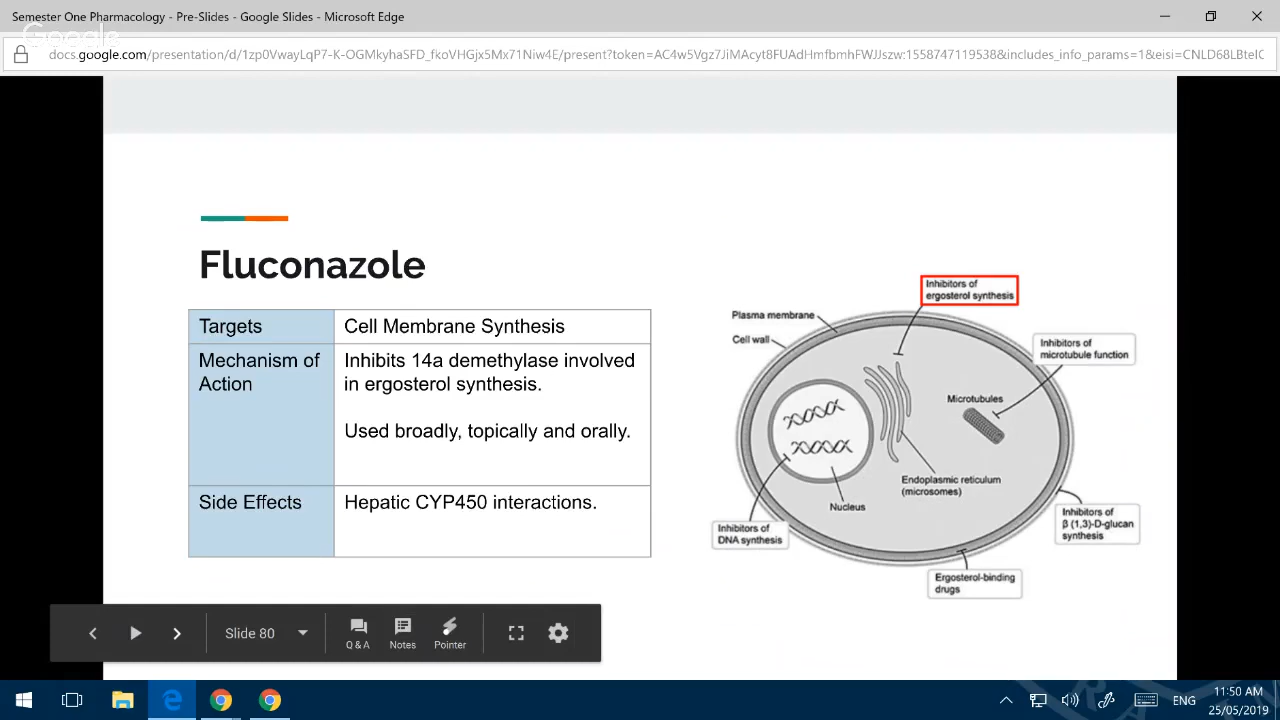 Semester One Pharmacology - Pre-Slides - Google Slides - Microsoft Edge
Google
docs.google.com/presentation/d/1zp0VwayLqP7-K-OGMkyhaSFD_fkoVHGjx5Mx71Niw4E/present?token=AC4w5Vgz7JiMAcyt8FUAdHmfbmhFWJJszw:1558747119538&includes_info_params=1&eisi=CNLD68LBteIC
Fluconazole
Targets
Cell Membrane Synthesis
Mechanism of
Action
Inhibits 14a demethylase involved
in ergosterol synthesis.
Used broadly, topically and orally.
Side Effects
Hepatic CYP450 interactions.
Inhibitors of
ergosterol synthesis
Plasma membrane
Cell wall
Inhibitors of
microtubule function
Microtubules
Endoplasmic reticulum
(microsomes)
Nucleus
Inhibitors of
DNA synthesis
Inhibitors of
β (1,3)-D-glucan
synthesis
Ergosterol-binding
drugs
Slide 80
Q & A
Notes
Pointer
ENG
11:50 AM
25/05/2019